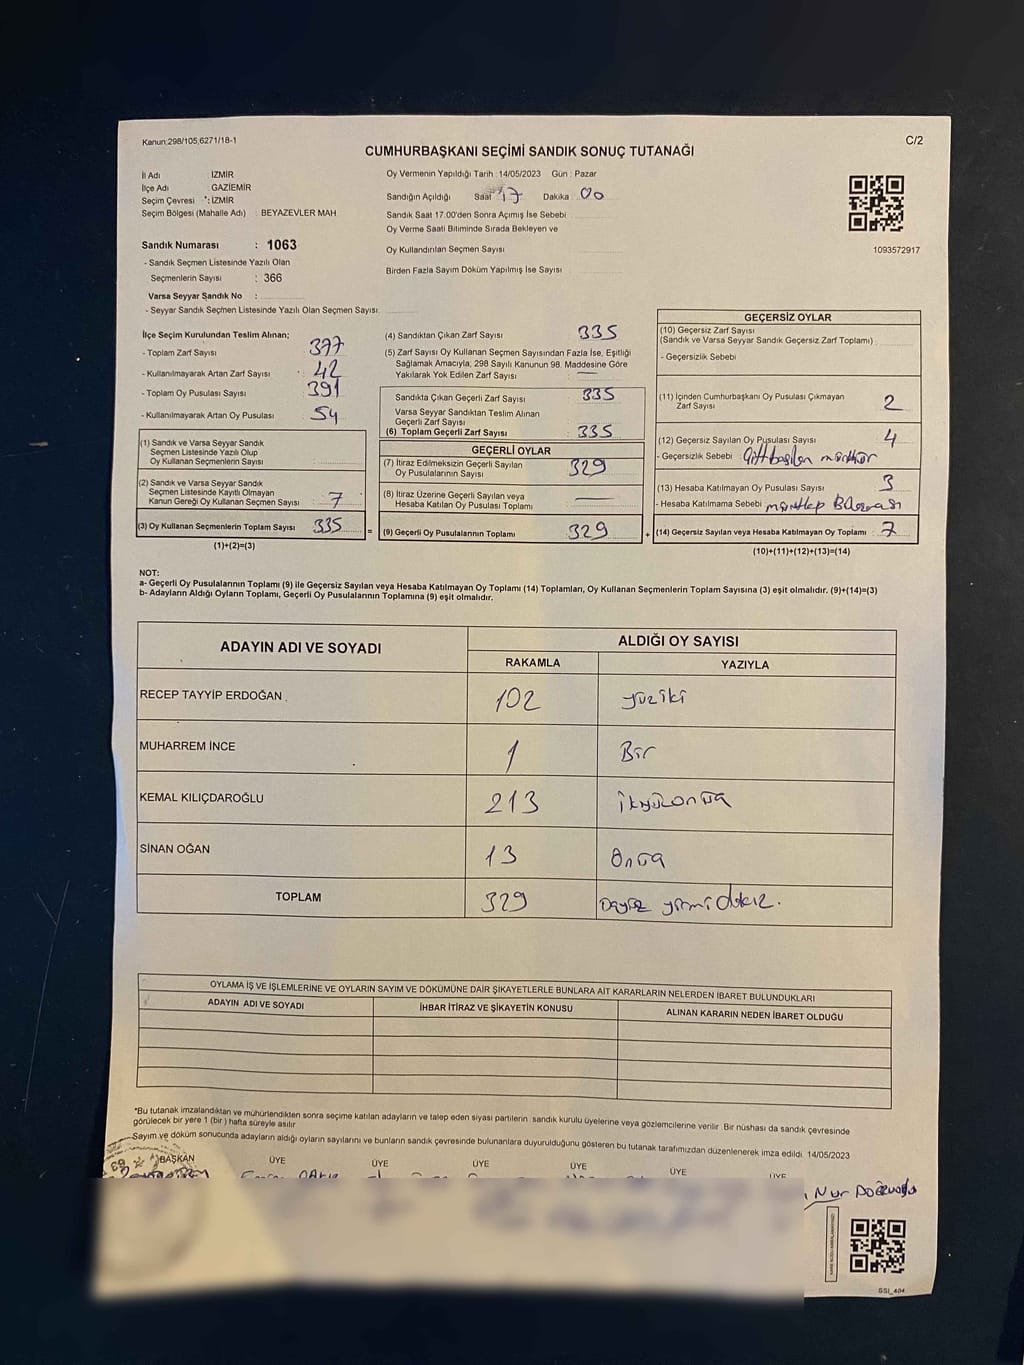 Kanun:298/105,6271/18-1
C/2
CUMHURBAŞKANI SEÇİMİ SANDIK SONUÇ TUTANAĞI
İl Adı İZMİR
İlçe Adı GAZİEMİR
Seçim Çevresi : İZMİR
Seçim Bölgesi (Mahalle Adı) BEYAZEVLER MAH
Sandık Numarası : 1063
- Sandık Seçmen Listesinde Yazılı Olan
Seçmenlerin Sayısı : 366
Varsa Seyyar Sandık No :
- Seyyar Sandık Seçmen Listesinde Yazılı Olan Seçmen Sayısı:
Oy Vermenin Yapıldığı Tarih : 14/05/2023 Gün : Pazar
Sandığın Açıldığı Saat 17 Dakika 00
Sandık Saat 17.00'den Sonra Açımış İse Sebebi
Oy Verme Saati Bitiminde Sırada Bekleyen ve
Oy Kullandırılan Seçmen Sayısı
Birden Fazla Sayım Döküm Yapılmış İse Sayısı
1093572917
İlçe Seçim Kurulundan Teslim Alınan;
- Toplam Zarf Sayısı 377
- Kullanılmayarak Artan Zarf Sayısı : 42
- Toplam Oy Pusulası Sayısı 391
- Kullanılmayarak Artan Oy Pusulası 54
(1) Sandık ve Varsa Seyyar Sandık
Seçmen Listesinde Yazılı Olup
Oy Kullanan Seçmenlerin Sayısı
(2) Sandık ve Varsa Seyyar Sandık
Seçmen Listesinde Kayıtlı Olmayan
Kanun Gereği Oy Kullanan Seçmen Sayısı 7
(3) Oy Kullanan Seçmenlerin Toplam Sayısı 335
(1)+(2)=(3)
=
(4) Sandıktan Çıkan Zarf Sayısı 335
(5) Zarf Sayısı Oy Kullanan Seçmen Sayısından Fazla İse, Eşitliği
Sağlamak Amacıyla, 298 Sayılı Kanunun 98. Maddesine Göre
Yakılarak Yok Edilen Zarf Sayısı —
Sandıkta Çıkan Geçerli Zarf Sayısı 335
Varsa Seyyar Sandıktan Teslim Alınan
Geçerli Zarf Sayısı
(6) Toplam Geçerli Zarf Sayısı 335
GEÇERLİ OYLAR
(7) İtiraz Edilmeksizin Geçerli Sayılan
Oy Pusulalarının Sayısı 329
(8) İtiraz Üzerine Geçerli Sayılan veya
Hesaba Katılan Oy Pusulası Toplamı —
(9) Geçerli Oy Pusulalarının Toplamı 329
+
GEÇERSİZ OYLAR
(10) Geçersiz Zarf Sayısı
(Sandık ve Varsa Seyyar Sandık Geçersiz Zarf Toplamı)
- Geçersizlik Sebebi
(11) İçinden Cumhurbaşkanı Oy Pusulası Çıkmayan
Zarf Sayısı 2
(12) Geçersiz Sayılan Oy Pusulası Sayısı 4
- Geçersizlik Sebebi :
(13) Hesaba Katılmayan Oy Pusulası Sayısı 3
- Hesaba Katılmama Sebebi
(14) Geçersiz Sayılan veya Hesaba Katılmayan Oy Toplamı : 7
(10)+(11)+(12)+(13)=(14)
NOT:
a- Geçerli Oy Pusulalarının Toplamı (9) ile Geçersiz Sayılan veya Hesaba Katılmayan Oy Toplamı (14) Toplamları, Oy Kullanan Seçmenlerin Toplam Sayısına (3) eşit olmalıdır. (9)+(14)=(3)
b- Adayların Aldığı Oyların Toplamı, Geçerli Oy Pusulalarının Toplamına (9) eşit olmalıdır.
ADAYIN ADI VE SOYADI ALDIĞI OY SAYISI
RAKAMLA YAZIYLA
RECEP TAYYİP ERDOĞAN 102 yüziki
MUHARREM İNCE 1 Bir
KEMAL KILIÇDAROĞLU 213
SİNAN OĞAN 13
TOPLAM 329
OYLAMA İŞ VE İŞLEMLERİNE VE OYLARIN SAYIM VE DÖKÜMÜNE DAİR ŞİKAYETLERLE BUNLARA AİT KARARLARIN NELERDEN İBARET BULUNDUKLARI
ADAYIN ADI VE SOYADI İHBAR İTİRAZ VE ŞİKAYETİN KONUSU ALINAN KARARIN NEDEN İBARET OLDUĞU
*Bu tutanak imzalandıktan ve mühürlendikten sonra seçime katılan adayların ve talep eden siyasi partilerin sandık kurulu üyelerine veya gözlemcilerine verilir. Bir nüshası da sandık çevresinde
görülecek bir yere 1 (bir) hafta süreyle asılır
Sayım ve döküm sonucunda adayların aldığı oyların sayılarını ve bunların sandık çevresinde bulunanlara duyurulduğunu gösteren bu tutanak tarafımızdan düzenlenerek imza edildi. 14/05/2023
BAŞKAN ÜYE ÜYE ÜYE ÜYE ÜYE ÜYE
Nur
SSI_404